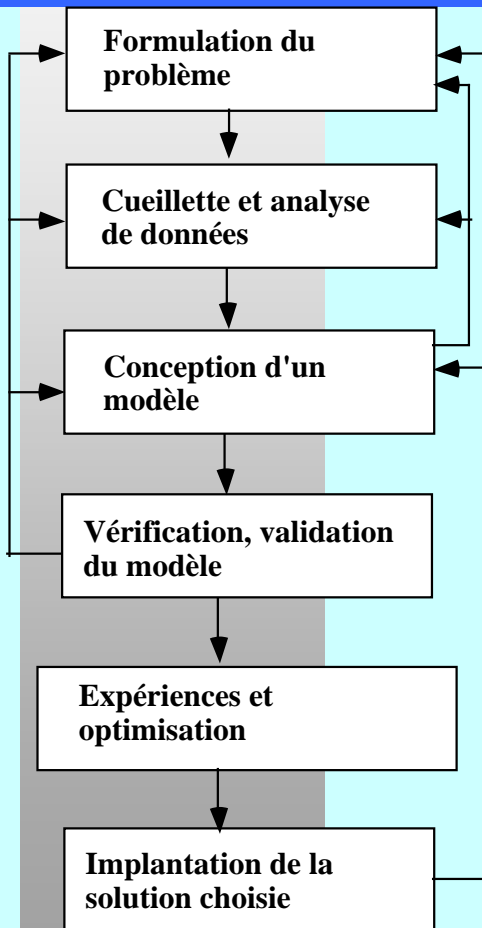 Formulation du
problème
Cueillette et analyse
de données
Conception d'un
modèle
Vérification, validation
du modèle
Expériences et
optimisation
Implantation de la
solution choisie